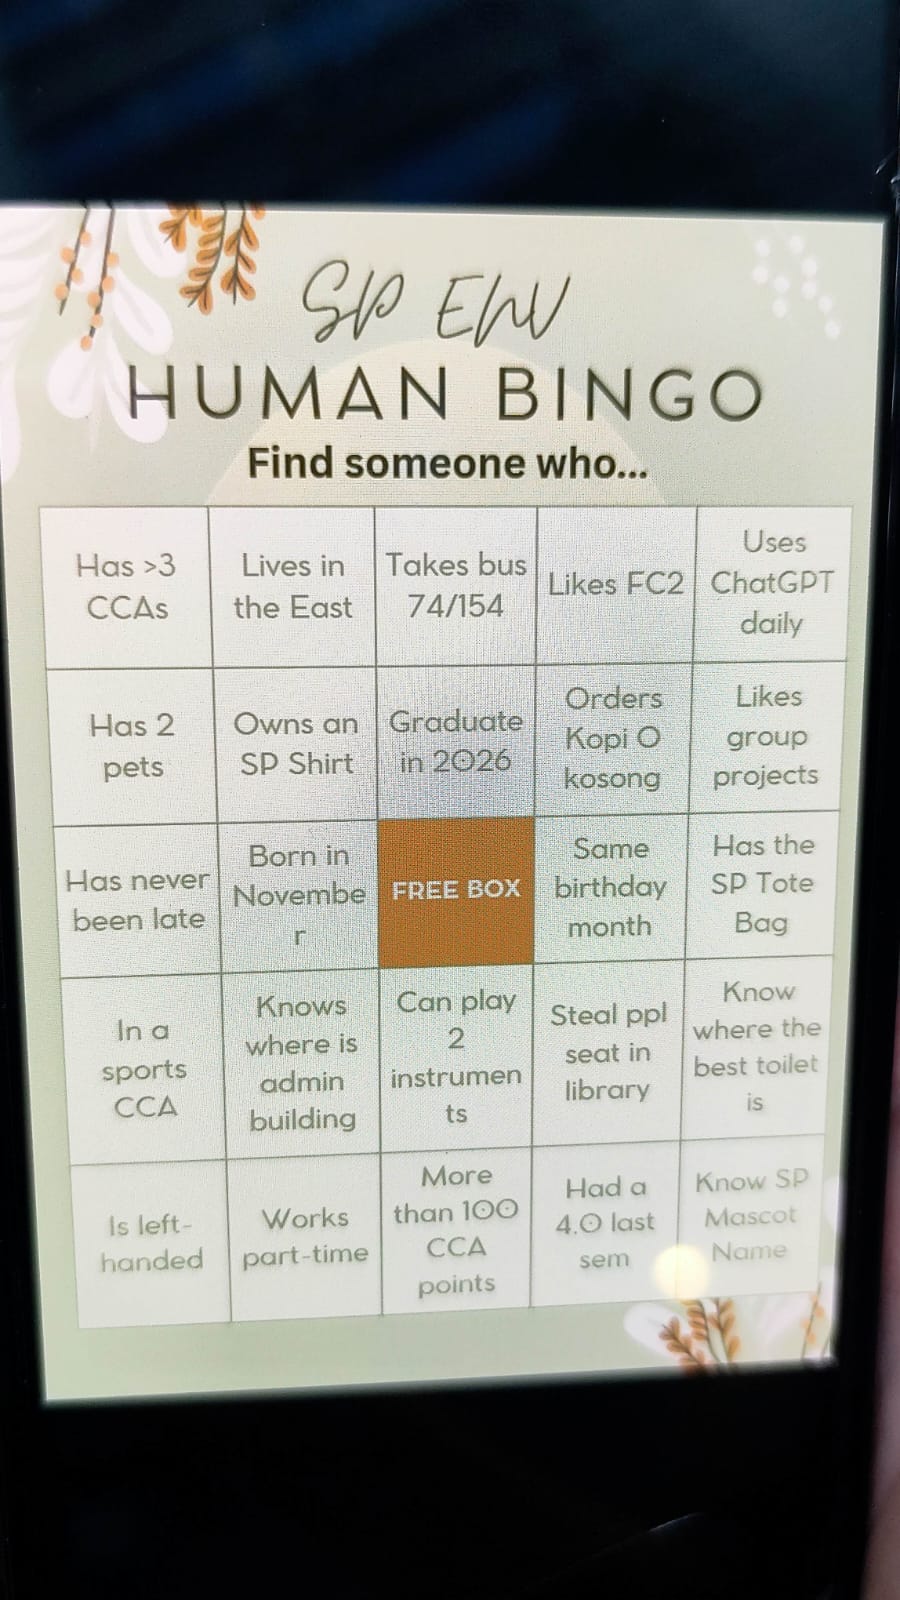 SP ENV
HUMAN BINGO
Find someone who...
Has >3
CCAs
Lives in
the East
Takes bus
74/154
Likes FC2
Uses
ChatGPT
daily
Has 2
pets
Owns an
SP Shirt
Graduate
in 2026
Orders
Kopi O
kosong
Likes
group
projects
Has never
been late
Born in
Novembe
r
FREE BOX
Same
birthday
month
Has the
SP Tote
Bag
In a
sports
CCA
Knows
where is
admin
building
Can play
2
instrumen
ts
Steal ppl
seat in
library
Know
where the
best toilet
is
Is left-
handed
Works
part-time
More
than 100
CCA
points
Had a
4.0 last
sem
Know SP
Mascot
Name